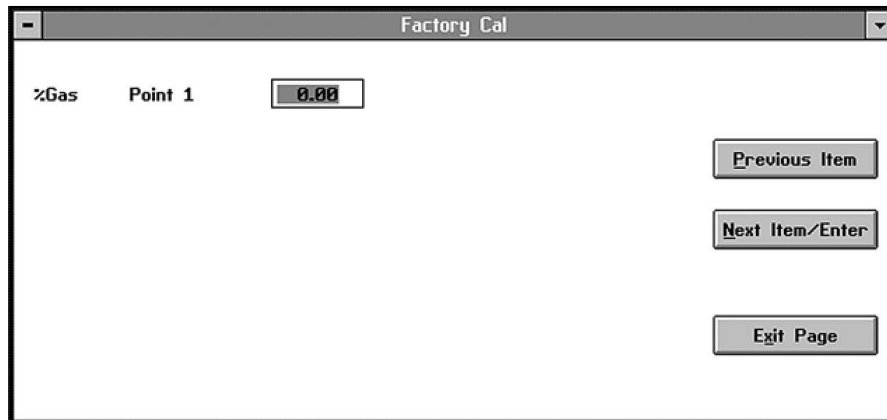 Factory Cal
%Gas Point 1 0.00
Previous Item
Next Item/Enter
Exit Page